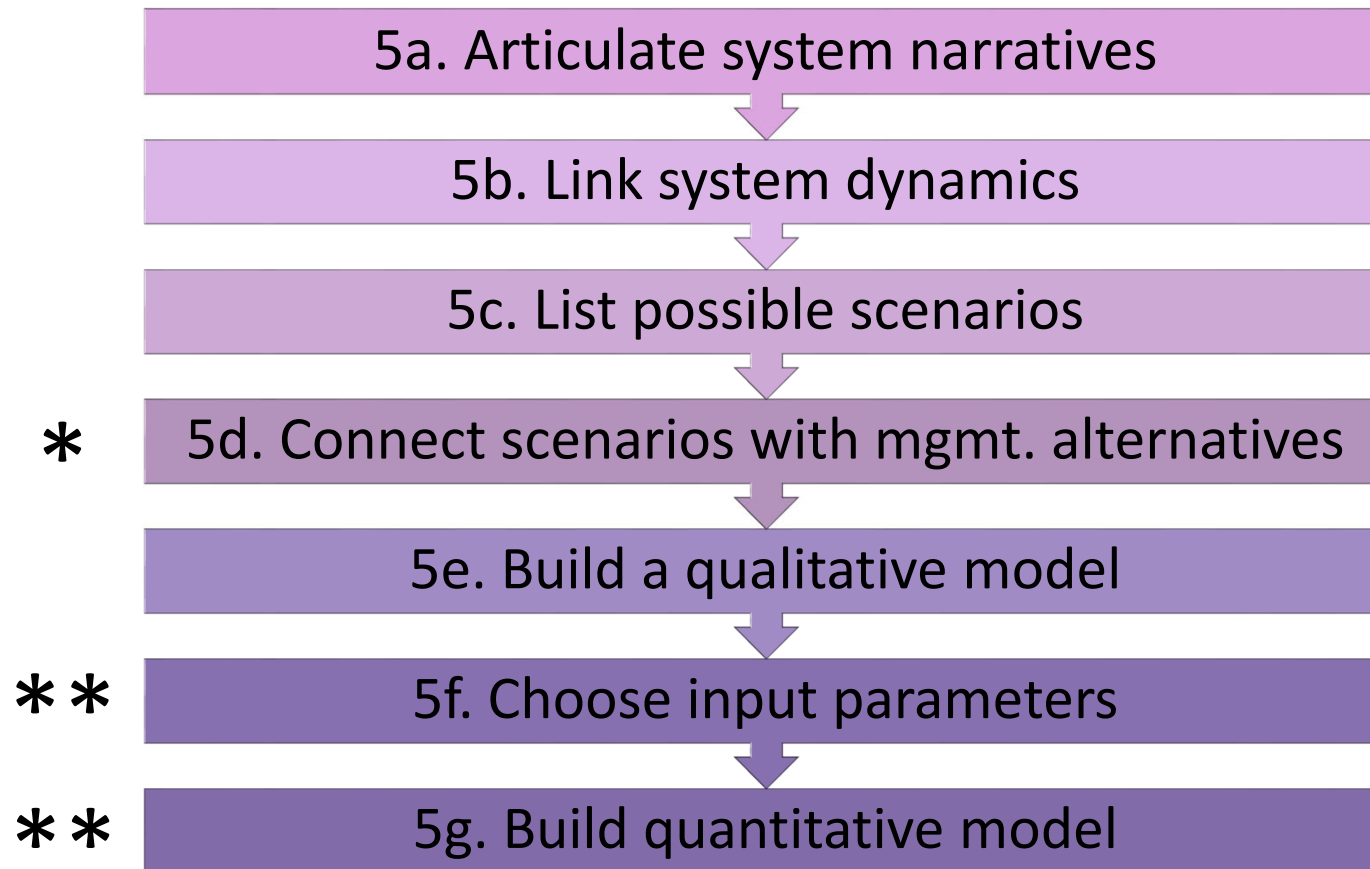 5a. Articulate system narratives
5b. Link system dynamics
5c. List possible scenarios
* 5d. Connect scenarios with mgmt. alternatives
5e. Build a qualitative model
** 5f. Choose input parameters
** 5g. Build quantitative model